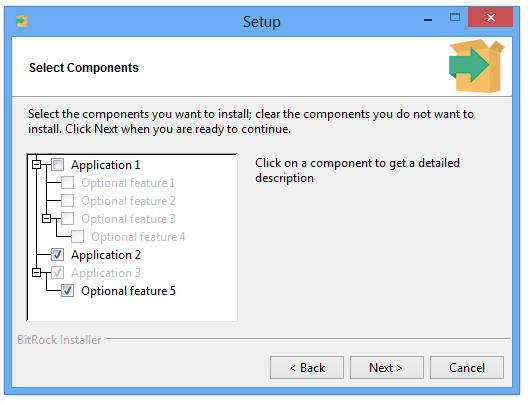 Setup
Select Components
Select the components you want to install; clear the components you do not want to
install. Click Next when you are ready to continue.
Application 1
Optional feature 1
Optional feature 2
Optional feature 3
Optional feature 4
Application 2
Application 3
Optional feature 5
Click on a component to get a detailed
description
BitRock Installer
< Back
Next >
Cancel